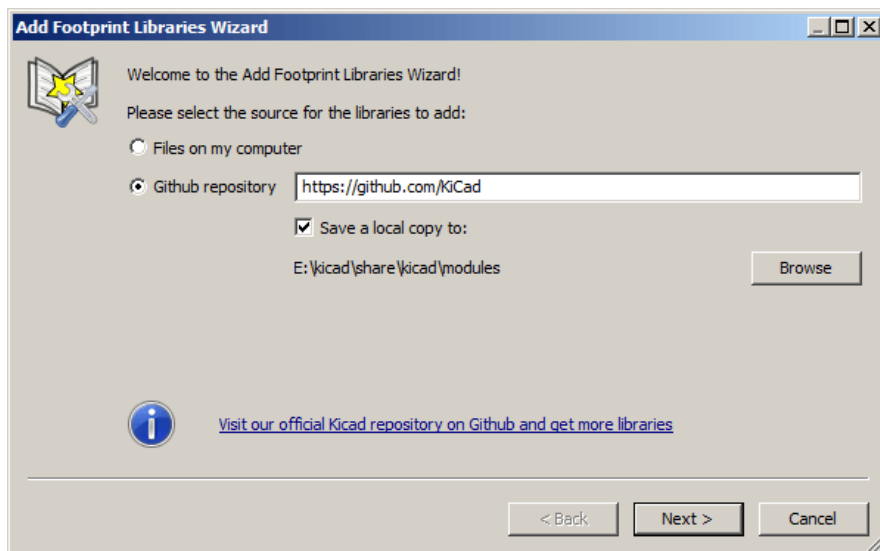 Add Footprint Libraries Wizard
Welcome to the Add Footprint Libraries Wizard!
Please select the source for the libraries to add:
Files on my computer
Github repository https://github.com/KiCad
Save a local copy to:
E:\kicad\share\kicad\modules Browse
Visit our official Kicad repository on Github and get more libraries
< Back Next > Cancel